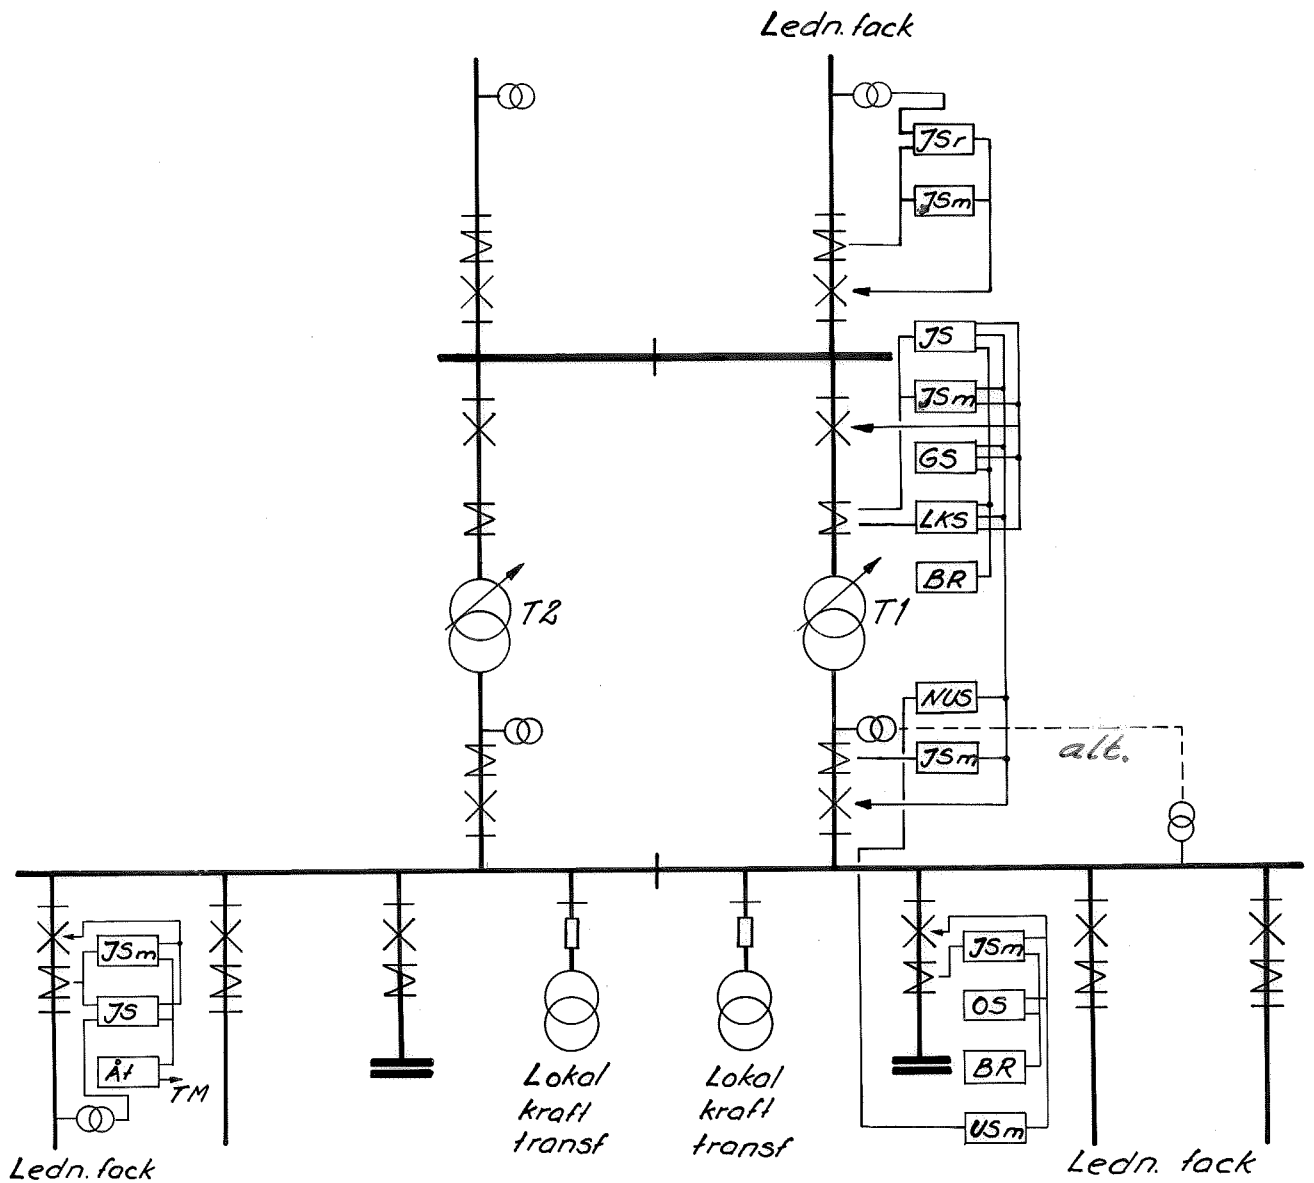 Ledn. fack
JSr
JSm
JS
JSm
GS
LKS
BR
T2
T1
NUS
JSm
alt.
JSm
JS
Åt
TM
Ledn. fack
Lokal
kraft
transf
Lokal
kraft
transf
JSm
OS
BR
USm
Ledn. fack